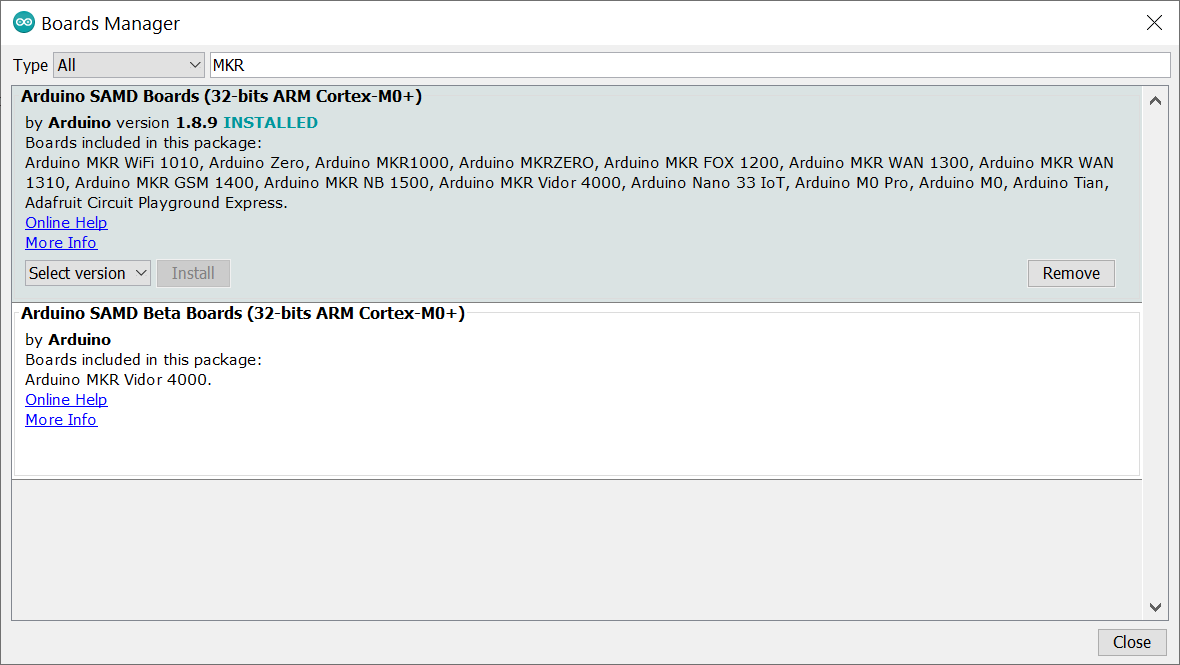 Boards Manager
Type All MKR
Arduino SAMD Boards (32-bits ARM Cortex-M0+)
by Arduino version 1.8.9 INSTALLED
Boards included in this package:
Arduino MKR WiFi 1010, Arduino Zero, Arduino MKR1000, Arduino MKRZERO, Arduino MKR FOX 1200, Arduino MKR WAN 1300, Arduino MKR WAN
1310, Arduino MKR GSM 1400, Arduino MKR NB 1500, Arduino MKR Vidor 4000, Arduino Nano 33 IoT, Arduino M0 Pro, Arduino M0, Arduino Tian,
Adafruit Circuit Playground Express.
Online Help
More Info
Select version Install Remove
Arduino SAMD Beta Boards (32-bits ARM Cortex-M0+)
by Arduino
Boards included in this package:
Arduino MKR Vidor 4000.
Online Help
More Info
Close